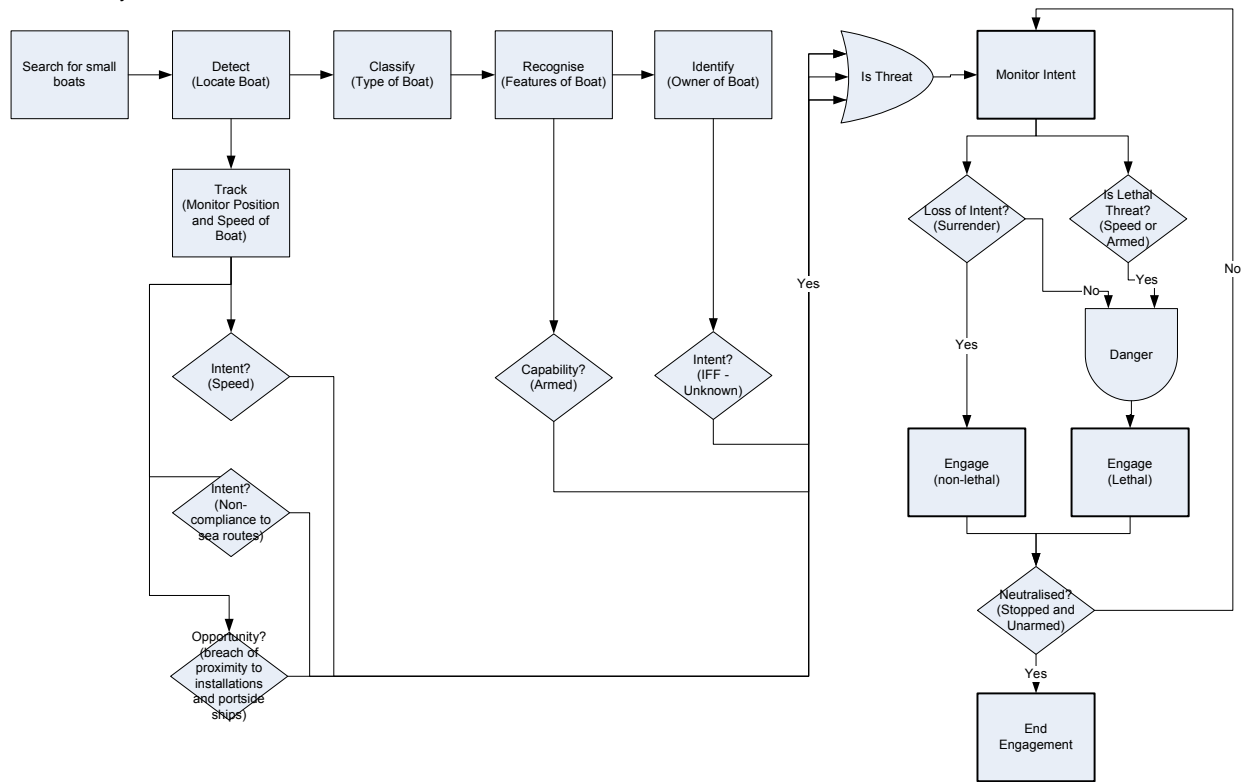 Search for small
boats
Detect
(Locate Boat)
Classify
(Type of Boat)
Recognise
(Features of Boat)
Identify
(Owner of Boat)
Is Threat
Monitor Intent
Track
(Monitor Position
and Speed of
Boat)
Loss of Intent?
(Surrender)
Is Lethal
Threat?
(Speed or
Armed)
No
Yes
No
Yes
Intent?
(Speed)
Capability?
(Armed)
Intent?
(IFF -
Unknown)
Yes
Danger
Engage
(non-lethal)
Engage
(Lethal)
Intent?
(Non-
compliance to
sea routes)
Neutralised?
(Stopped and
Unarmed)
Opportunity?
(breach of
proximity to
installations
and portside
ships)
Yes
End
Engagement